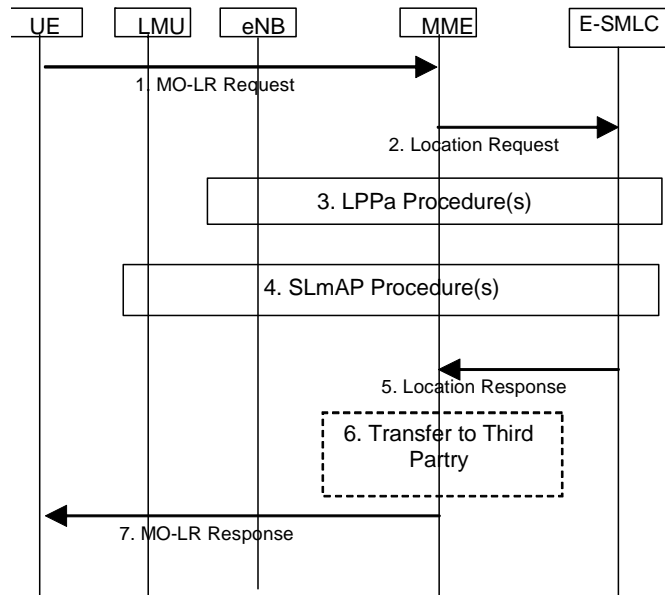 UE LMU eNB MME E-SMLC
1. MO-LR Request
2. Location Request
3. LPPa Procedure(s)
4. SLmAP Procedure(s)
5. Location Response
6. Transfer to Third
Partry
7. MO-LR Response